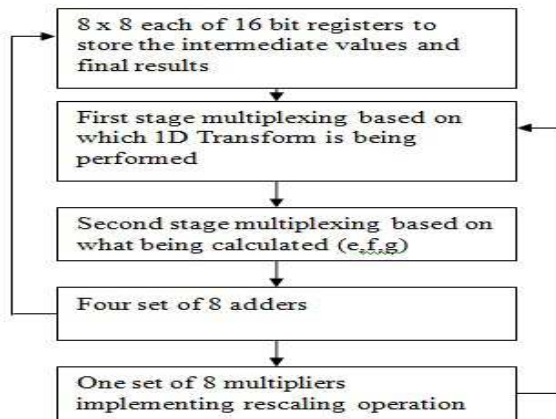 8 x 8 each of 16 bit registers to
store the intermediate values and
final results
First stage multiplexing based on
which 1D Transform is being
performed
Second stage multiplexing based on
what being calculated (e,f,g)
Four set of 8 adders
One set of 8 multipliers
implementing rescaling operation